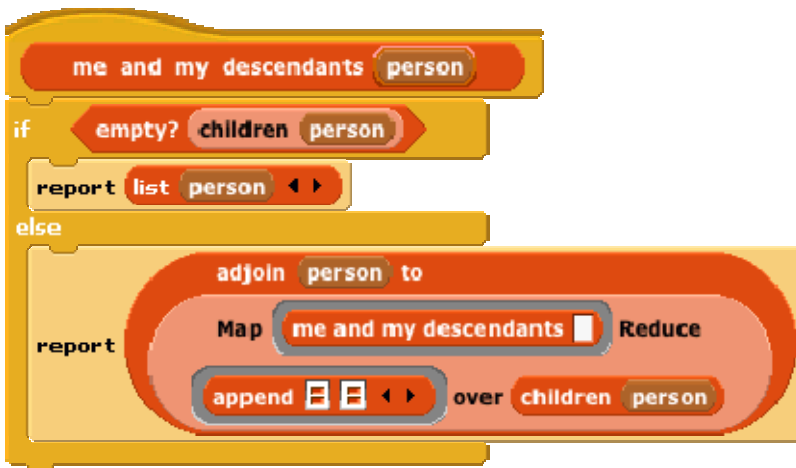 me and my descendants person
if empty? children person
report list person
else
adjoin person to
Map me and my descendants Reduce
report
append over children person